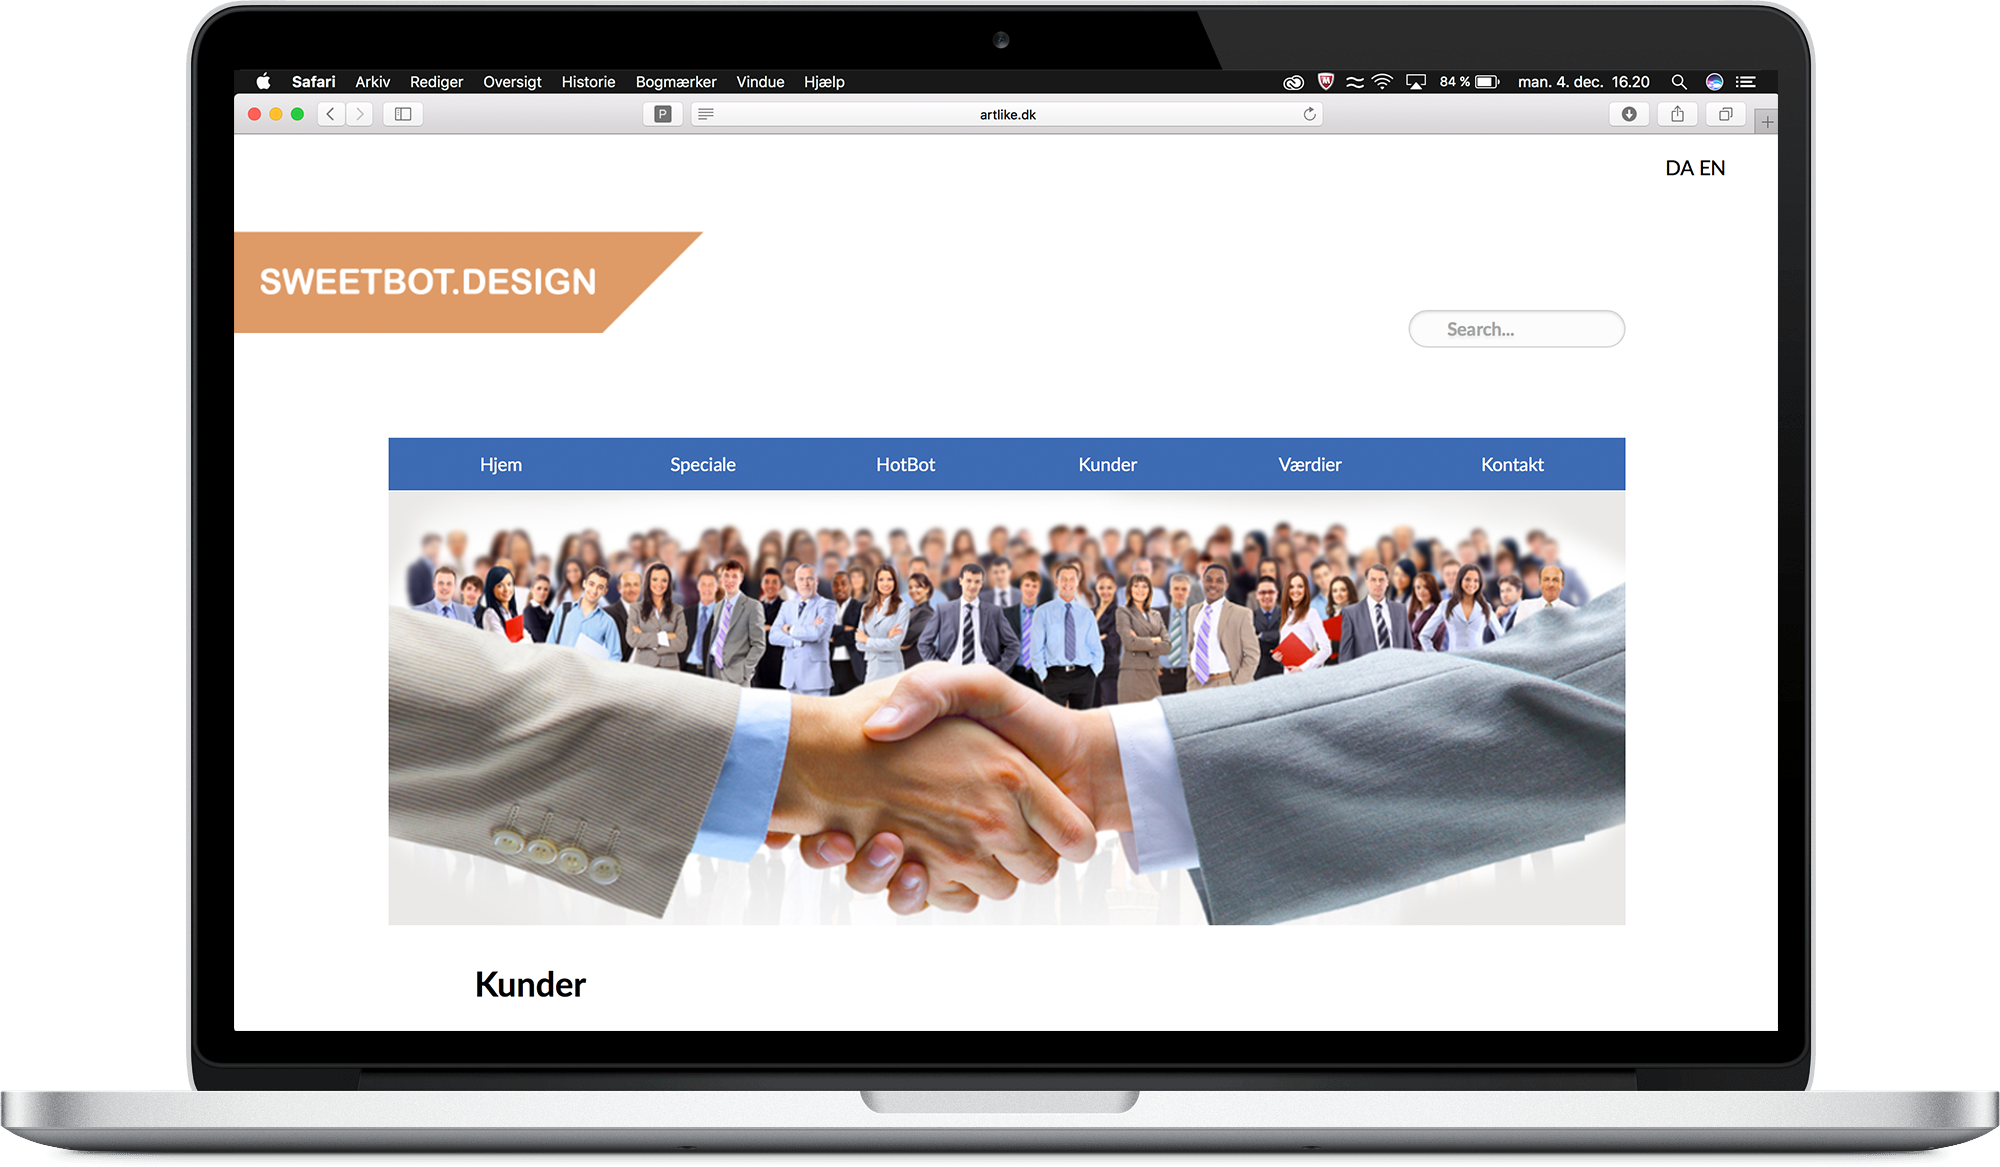 Safari Arkiv Rediger Oversigt Historie Bogmærker Vindue Hjælp 84 % man. 4. dec. 16.20
P artlike.dk
DA EN
SWEETBOT.DESIGN
Search...
Hjem Speciale HotBot Kunder Værdier Kontakt
Kunder